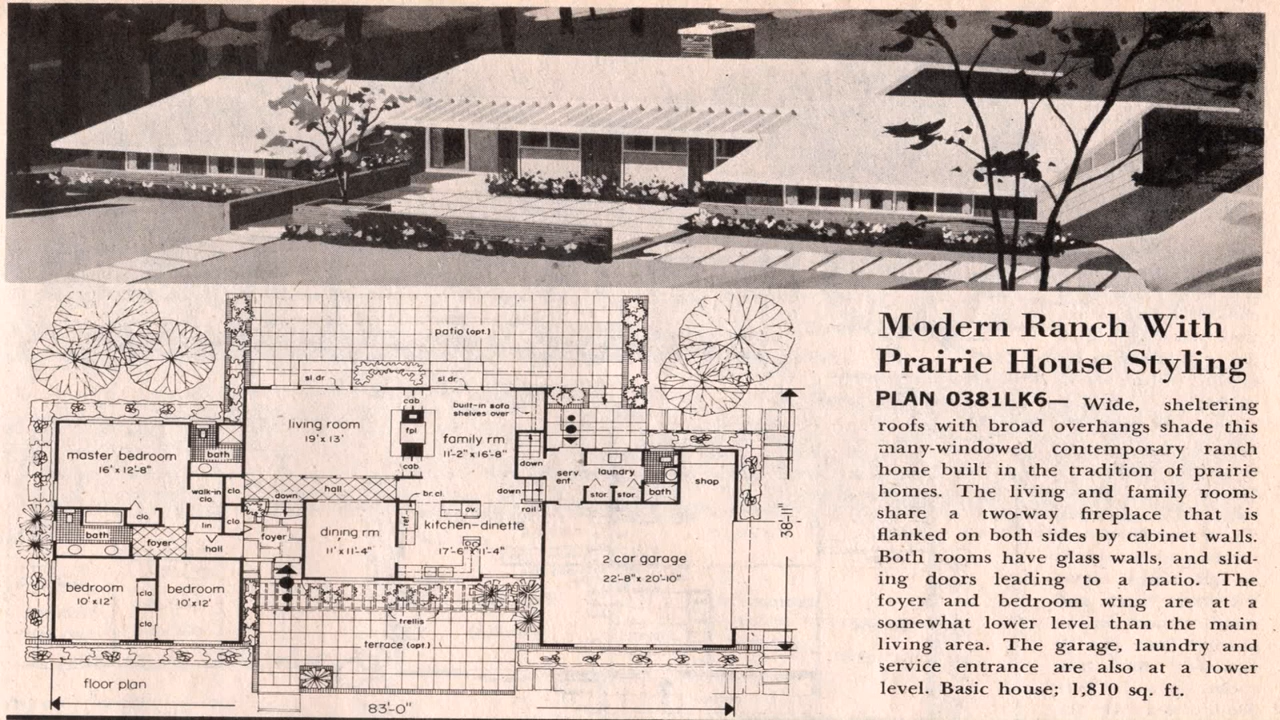 Modern Ranch With
Prairie House Styling
PLAN 0381LK6— Wide, sheltering
roofs with broad overhangs shade this
many-windowed contemporary ranch
home built in the tradition of prairie
homes. The living and family rooms
share a two-way fireplace that is
flanked on both sides by cabinet walls.
Both rooms have glass walls, and slid-
ing doors leading to a patio. The
foyer and bedroom wing are at a
somewhat lower level than the main
living area. The garage, laundry and
service entrance are also at a lower
level. Basic house; 1,810 sq. ft.
patio (opt.)
sl. dr
sl. dr
cab
built-in sofa
shelves over
living room
19' x 13'
fpl
family rm.
11'-2" x 16'-8"
cab
master bedroom
16' x 12'-8"
bath
walk-in
clo.
clo.
clo.
clo.
lin
hall
bath
foyer
hall
down
foyer
dining rm
11' x 11'-4"
br. cl.
ref.
ov.
kitchen-dinette
17'-6" x 11'-4"
down
down
rail
serv.
ent.
laundry
stor
stor
bath
shop
2 car garage
22'-8" x 20'-10"
38'-11"
bedroom
10' x 12'
clo
clo
bedroom
10' x 12'
trellis
terrace (opt.)
floor plan
83'-0"